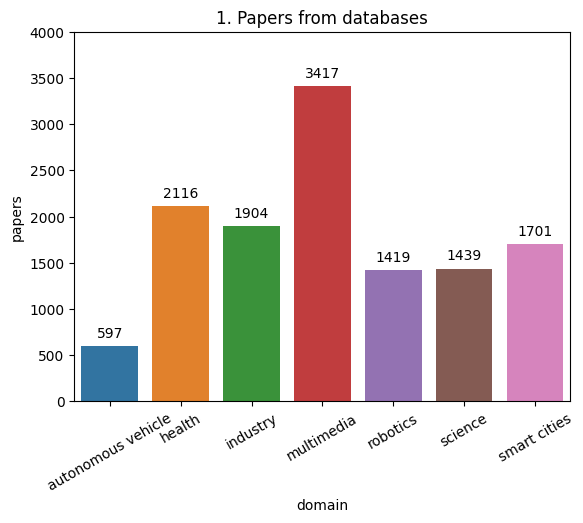 1. Papers from databases
4000
3500
3000
2500
2000
1500
1000
500
0
papers
597
2116
1904
3417
1419
1439
1701
autonomous vehicle
health
industry
multimedia
robotics
science
smart cities
domain